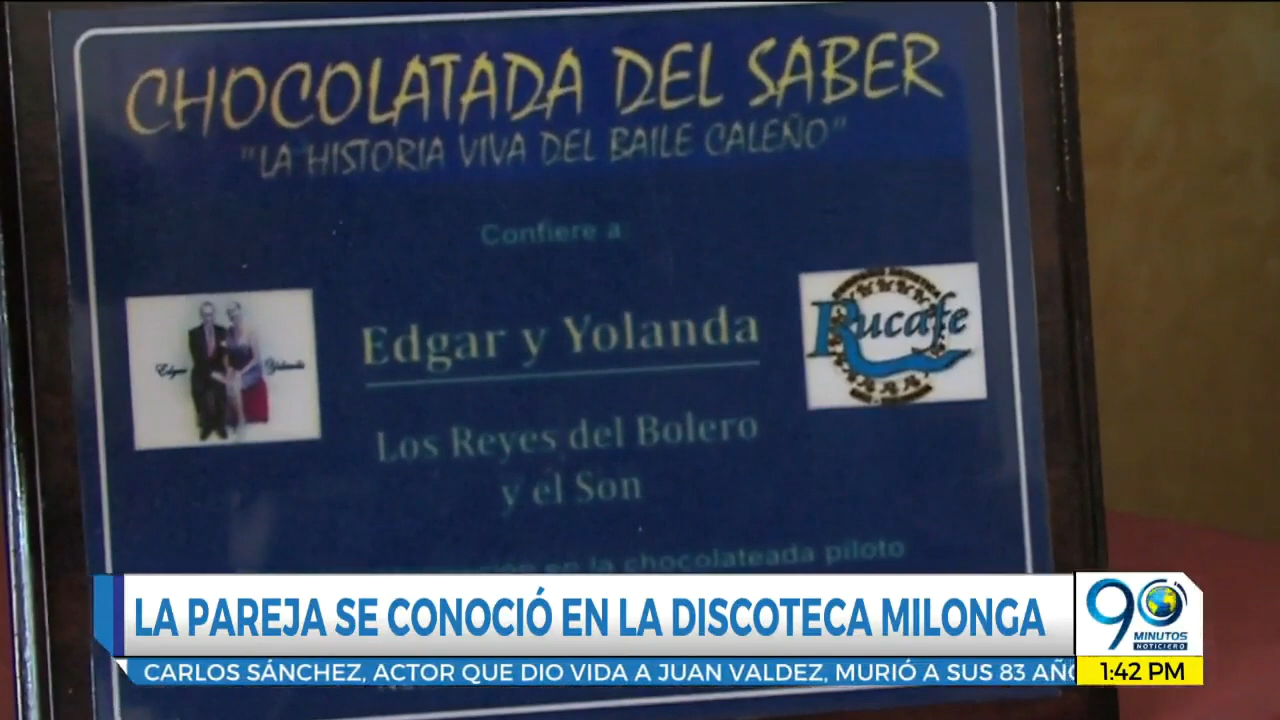 CHOCOLATADA DEL SABER
"LA HISTORIA VIVA DEL BAILE CALEÑO"
Confiere a
Edgar Yolanda
Edgar y Yolanda
Rucafe
Los Reyes del Bolero
y el Son
en la chocolateada piloto
LA PAREJA SE CONOCIÓ EN LA DISCOTECA MILONGA
90
MINUTOS
NOTICIERO
CARLOS SÁNCHEZ, ACTOR QUE DIO VIDA A JUAN VALDEZ, MURIÓ A SUS 83 AÑO
1:42 PM